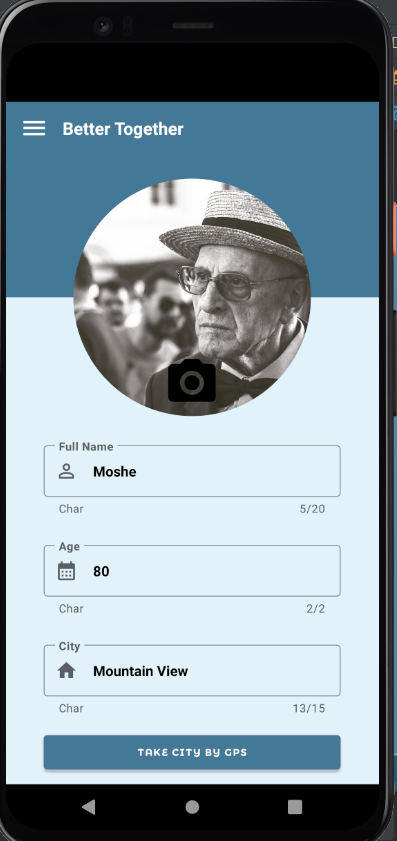 Better Together
Full Name
Moshe
Char 5/20
Age
80
Char 2/2
City
Mountain View
Char 13/15
TAKE CITY BY GPS